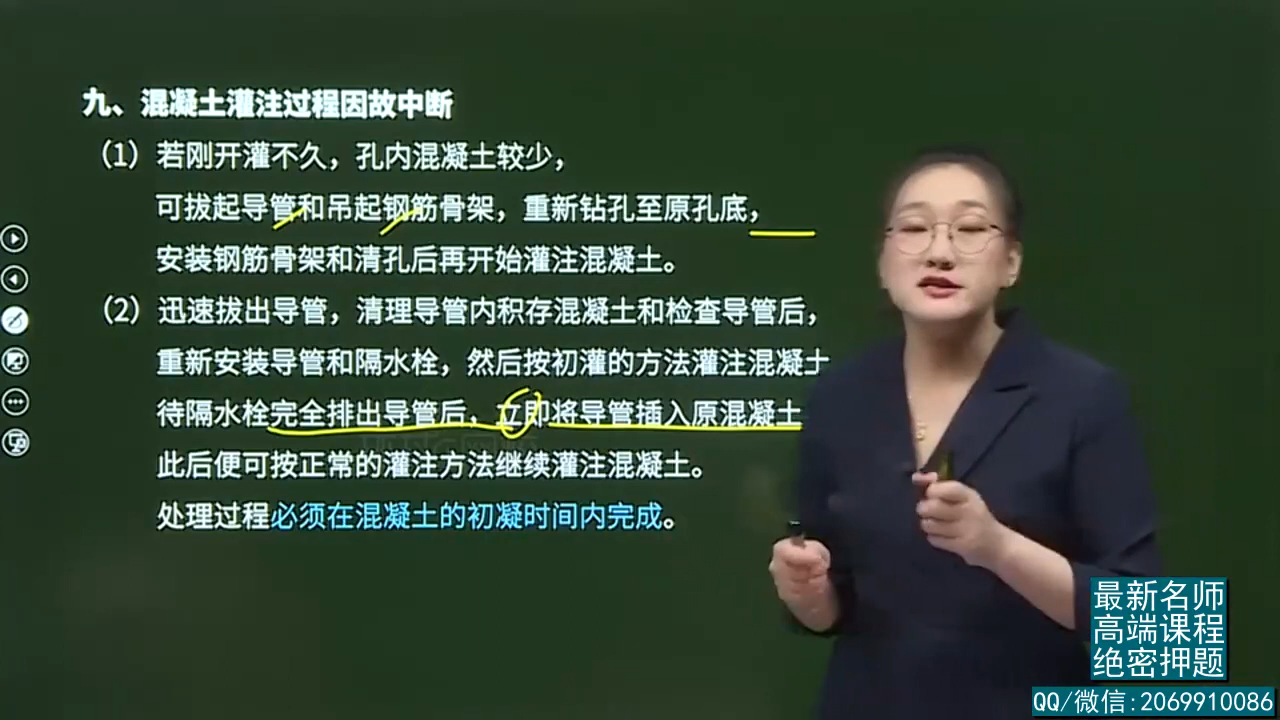 九、混凝土灌注过程因故中断
（1）若刚开灌不久，孔内混凝土较少，
可拔起导管和吊起钢筋骨架，重新钻孔至原孔底，
安装钢筋骨架和清孔后再开始灌注混凝土。
（2）迅速拔出导管，清理导管内积存混凝土和检查导管后，
重新安装导管和隔水栓，然后按初灌的方法灌注混凝土
待隔水栓完全排出导管后，立即将导管插入原混凝土
此后便可按正常的灌注方法继续灌注混凝土。
处理过程必须在混凝土的初凝时间内完成。
最新名师
高端课程
绝密押题
QQ/微信:2069910086